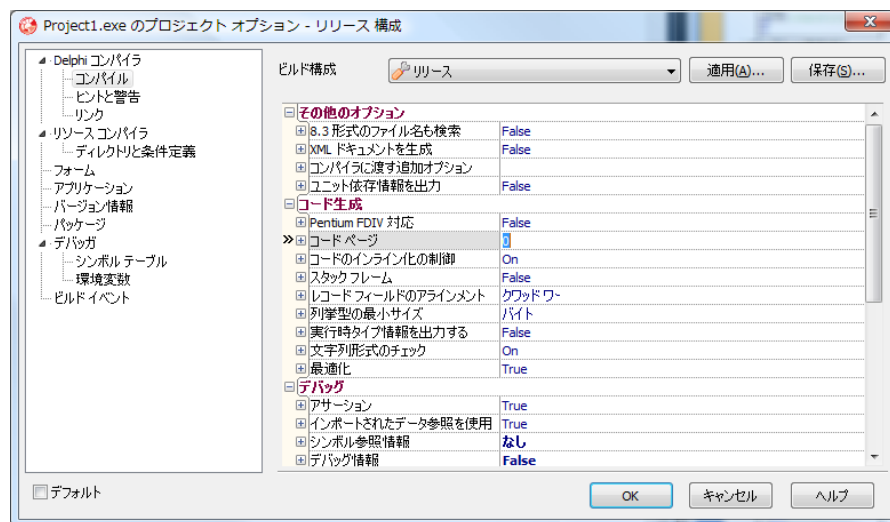 Project1.exe のプロジェクト オプション - リリース 構成
Delphi コンパイラ
コンパイル
ヒントと警告
リンク
リソース コンパイラ
ディレクトリと条件定義
フォーム
アプリケーション
バージョン情報
パッケージ
デバッガ
シンボル テーブル
環境変数
ビルド イベント
ビルド構成 リリース 適用(A)... 保存(S)...
その他のオプション
8.3 形式のファイル名も検索 False
XML ドキュメントを生成 False
コンパイラに渡す追加オプション
ユニット依存情報を出力 False
コード生成
Pentium FDIV 対応 False
コード ページ 0
コードのインライン化の制御 On
スタック フレーム False
レコード フィールドのアラインメント クワッド ワー
列挙型の最小サイズ バイト
実行時タイプ情報を出力する False
文字列形式のチェック On
最適化 True
デバッグ
アサーション True
インポートされたデータ参照を使用 True
シンボル参照情報 なし
デバッグ情報 False
デフォルト
OK キャンセル ヘルプ